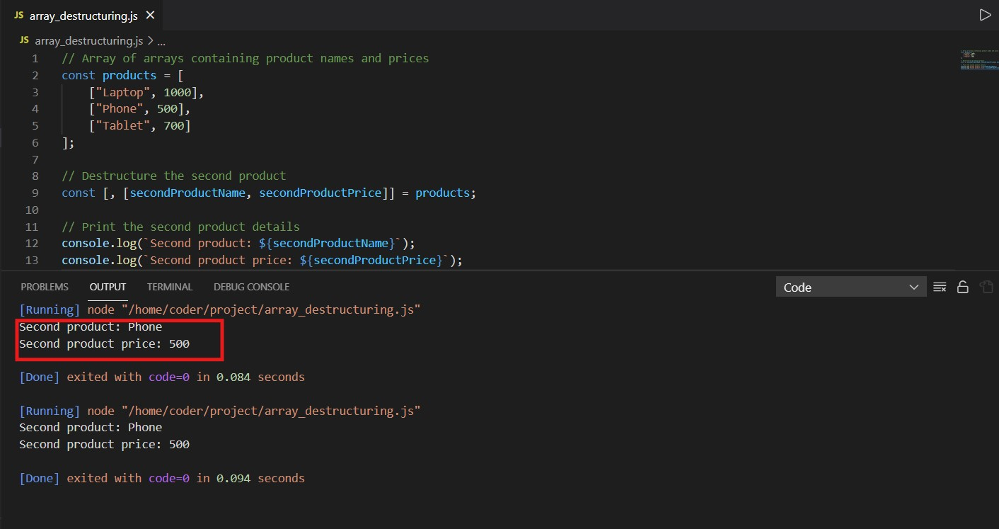 JS array_destructuring.js ×
JS array_destructuring.js > ...
1 // Array of arrays containing product names and prices
2 const products = [
3     ["Laptop", 1000],
4     ["Phone", 500],
5     ["Tablet", 700]
6 ];
7
8 // Destructure the second product
9 const [, [secondProductName, secondProductPrice]] = products;
10
11 // Print the second product details
12 console.log(`Second product: ${secondProductName}`);
13 console.log(`Second product price: ${secondProductPrice}`);
PROBLEMS OUTPUT TERMINAL DEBUG CONSOLE Code
[Running] node "/home/coder/project/array_destructuring.js"
Second product: Phone
Second product price: 500
[Done] exited with code=0 in 0.084 seconds
[Running] node "/home/coder/project/array_destructuring.js"
Second product: Phone
Second product price: 500
[Done] exited with code=0 in 0.094 seconds